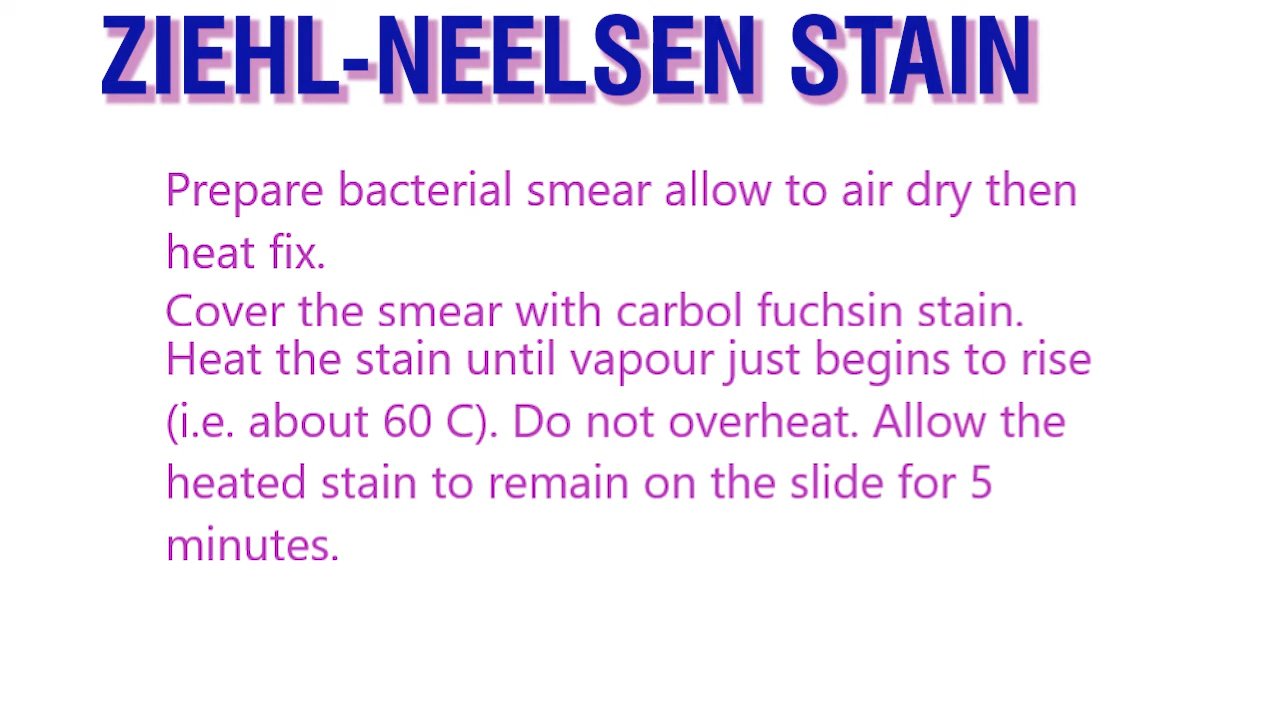 ZIEHL-NEELSEN STAIN
Prepare bacterial smear allow to air dry then
heat fix.
Cover the smear with carbol fuchsin stain.
Heat the stain until vapour just begins to rise
(i.e. about 60 C). Do not overheat. Allow the
heated stain to remain on the slide for 5
minutes.